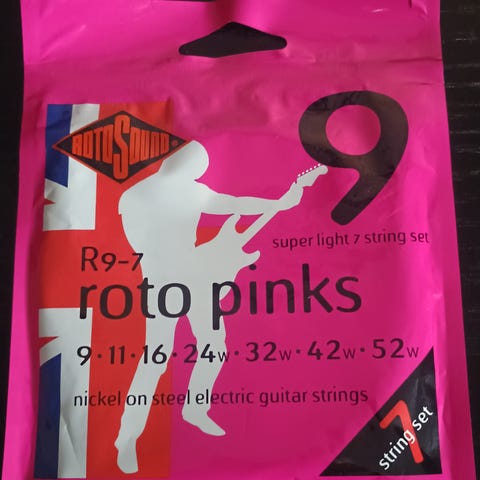 ROTOSOUND
9
super light 7 string set
R9-7
roto pinks
9·11·16·24w·32w·42w·52w
nickel on steel electric guitar strings
7
string set